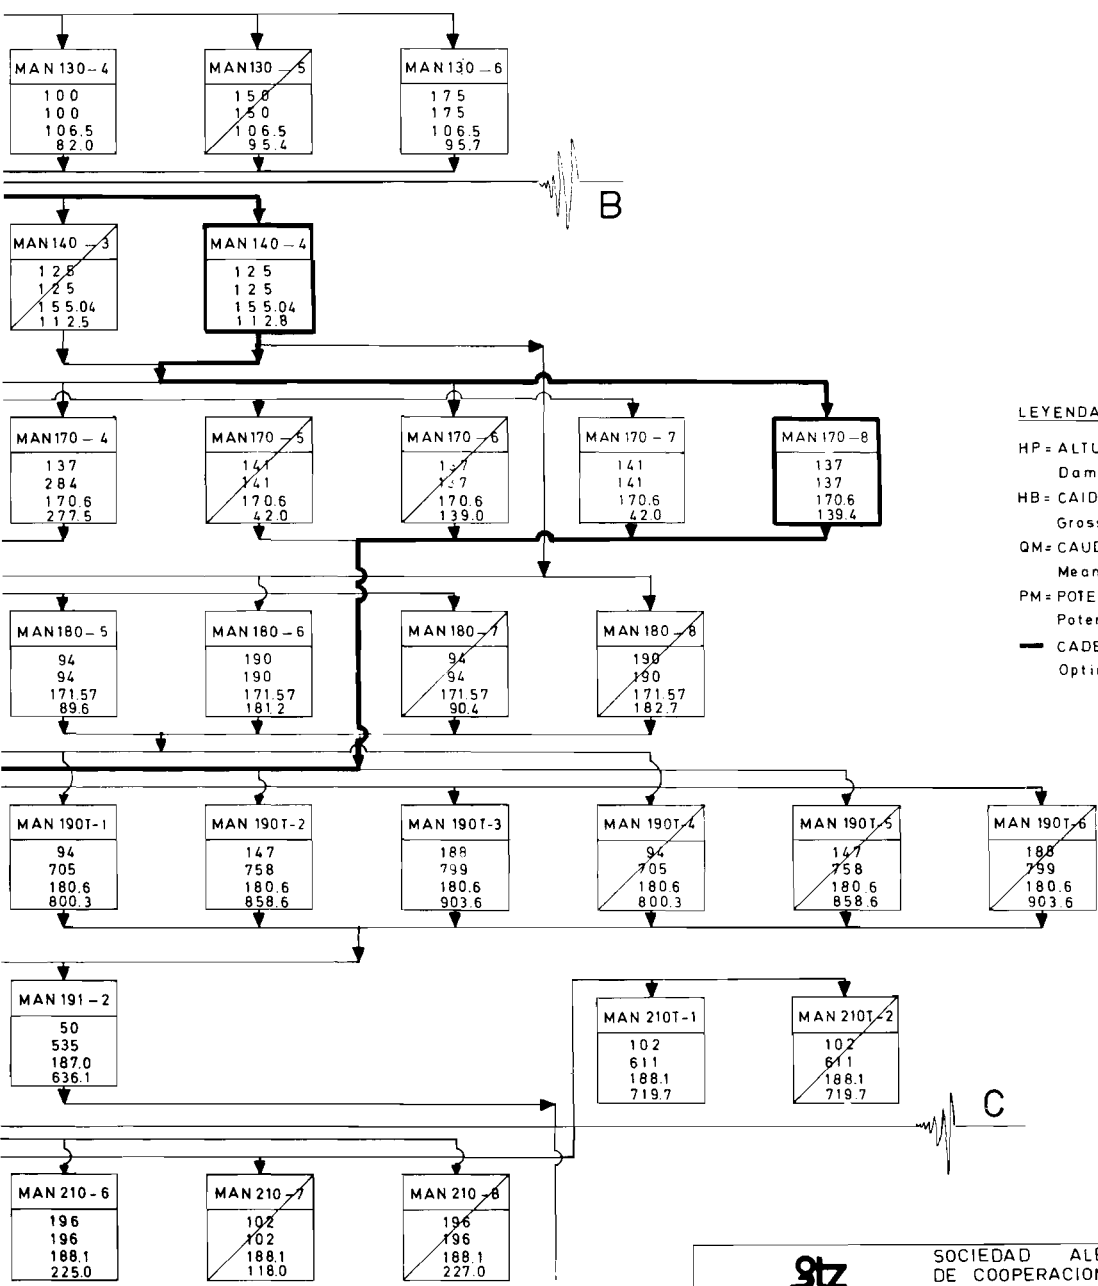 MAN 130-4
100
100
106.5
82.0
MAN 130-5
150
150
106.5
95.4
MAN 130-6
175
175
106.5
95.7
B
MAN 140-3
125
125
155.04
112.5
MAN 140-4
125
125
155.04
112.8
MAN 170-4
137
284
170.6
277.5
MAN 170-5
141
141
170.6
42.0
MAN 170-6
137
137
170.6
139.0
MAN 170-7
141
141
170.6
42.0
MAN 170-8
137
137
170.6
139.4
LEYENDA
HP= ALTU
Dam
HB= CAID
Gross
QM= CAUD
Mean
PM= POTE
Poten
CADE
Optim
MAN 180-5
94
94
171.57
89.6
MAN 180-6
190
190
171.57
181.2
MAN 180-7
94
94
171.57
90.4
MAN 180-8
190
190
171.57
182.7
MAN 190T-1
94
705
180.6
800.3
MAN 190T-2
147
758
180.6
858.6
MAN 190T-3
188
799
180.6
903.6
MAN 190T-4
94
705
180.6
800.3
MAN 190T-5
147
758
180.6
858.6
MAN 190T-6
188
799
180.6
903.6
MAN 191-2
50
535
187.0
636.1
MAN 210T-1
102
611
188.1
719.7
MAN 210T-2
102
611
188.1
719.7
C
MAN 210-6
196
196
188.1
225.0
MAN 210-7
102
102
188.1
118.0
MAN 210-8
196
196
188.1
227.0
gtz
SOCIEDAD ALE
DE COOPERACION